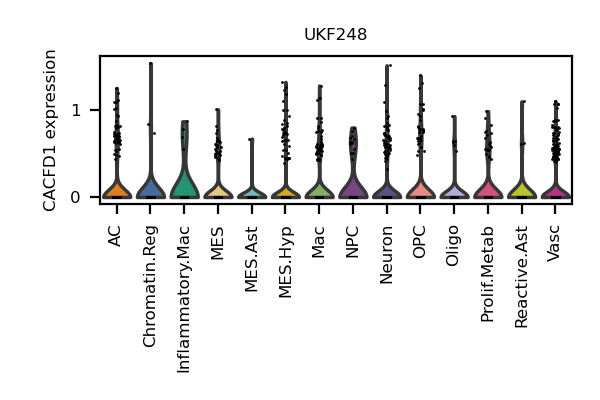 UKF248
CACFD1 expression
1
0
AC
Chromatin.Reg
Inflammatory.Mac
MES
MES.Ast
MES.Hyp
Mac
NPC
Neuron
OPC
Oligo
Prolif.Metab
Reactive.Ast
Vasc